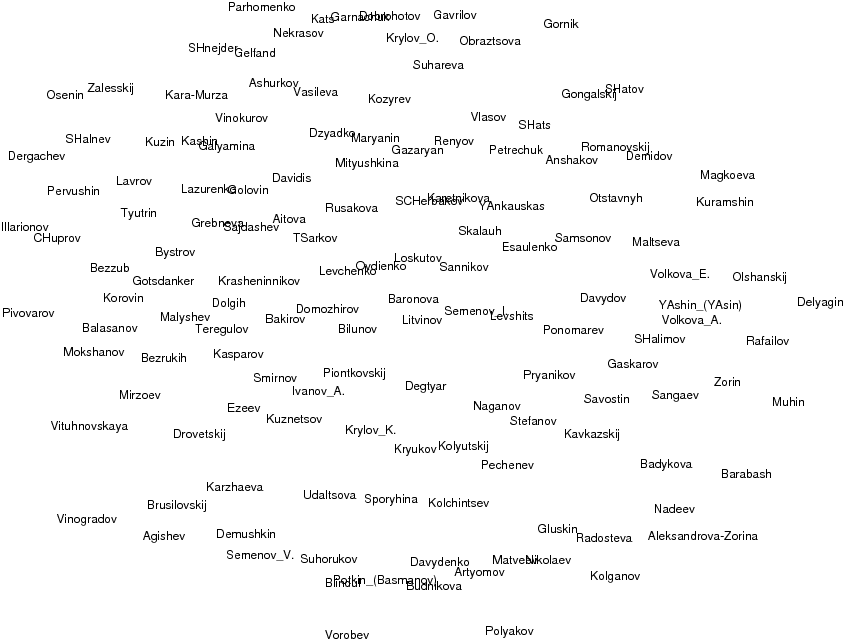 Parhomenko
Kats
Garnachuk
Dobrohotov
Gavrilov
Gornik
Nekrasov
Krylov_O.
Obraztsova
SHnejder
Gelfand
Suhareva
Osenin
Zalesskij
Kara-Murza
Ashurkov
Vasileva
Kozyrev
Gongalskij
SHatov
Vinokurov
Vlasov
SHats
SHalnev
Kuzin
Kashin
Galyamina
Dzyadko
Maryanin
Gazaryan
Renyov
Petrechuk
Romanovskij
Demidov
Dergachev
Mityushkina
Anshakov
Magkoeva
Pervushin
Lavrov
Lazurenko
Golovin
Davidis
SCHerbakov
Karetnikova
YAnkauskas
Otstavnyh
Kuramshin
Tyutrin
Rusakova
Illarionov
CHuprov
Grebneva
Sajdashev
Aitova
TSarkov
Skalauh
Esaulenko
Samsonov
Maltseva
Bystrov
Bezzub
Gotsdanker
Krasheninnikov
Levchenko
Ovdienko
Loskutov
Sannikov
Volkova_E.
Olshanskij
Korovin
Dolgih
Domozhirov
Baronova
Davydov
YAshin_(YAsin)
Delyagin
Pivovarov
Malyshev
Bakirov
Litvinov
Semenov_I.
Levshits
Volkova_A.
Balasanov
Teregulov
Bilunov
Ponomarev
SHalimov
Rafailov
Mokshanov
Bezrukih
Kasparov
Gaskarov
Smirnov
Piontkovskij
Pryanikov
Zorin
Mirzoev
Ivanov_A.
Degtyar
Savostin
Sangaev
Muhin
Ezeev
Kuznetsov
Naganov
Stefanov
Vituhnovskaya
Drovetskij
Krylov_K.
Kavkazskij
Kryukov
Kolyutskij
Pechenev
Badykova
Barabash
Karzhaeva
Udaltsova
Sporyhina
Kolchintsev
Brusilovskij
Nadeev
Vinogradov
Agishev
Demushkin
Gluskin
Radosteva
Aleksandrova-Zorina
Semenov_V.
Suhorukov
Davydenko
Matveev
Nikolaev
Artyomov
Kolganov
Blinduf
Potkin_(Basmanov)
Budnikova
Vorobev
Polyakov